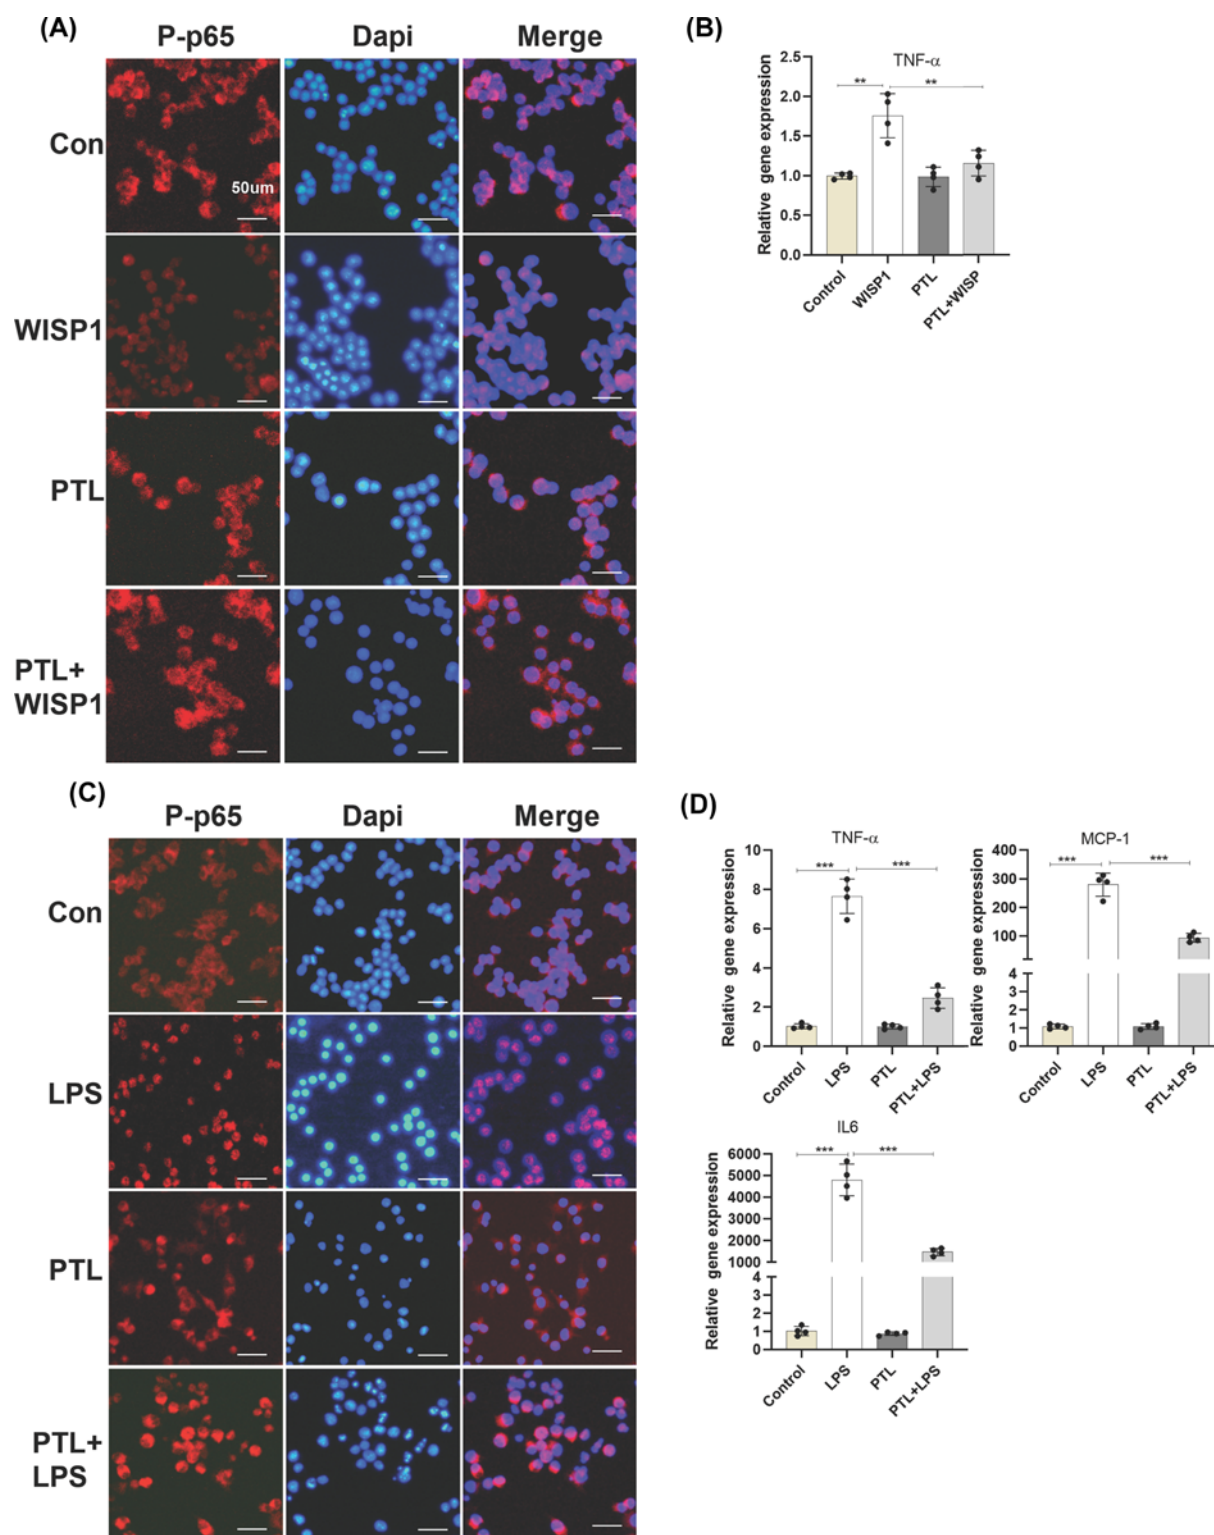 (A)
P-p65 Dapi Merge
Con
50um
WISP1
PTL
PTL+
WISP1
(B)
TNF-α
Relative gene expression
2.5
2.0
1.5
1.0
0.5
0.0
** **
Control WISP1 PTL PTL+WISP
(C)
P-p65 Dapi Merge
Con
LPS
PTL
PTL+
LPS
(D)
TNF-α
Relative gene expression
10
8
6
4
2
0
*** ***
Control LPS PTL PTL+LPS
MCP-1
Relative gene expression
400
300
200
100
4
3
2
1
0
*** ***
Control LPS PTL PTL+LPS
IL6
Relative gene expression
6000
5000
4000
3000
2000
1000
4
3
2
1
0
*** ***
Control LPS PTL PTL+LPS